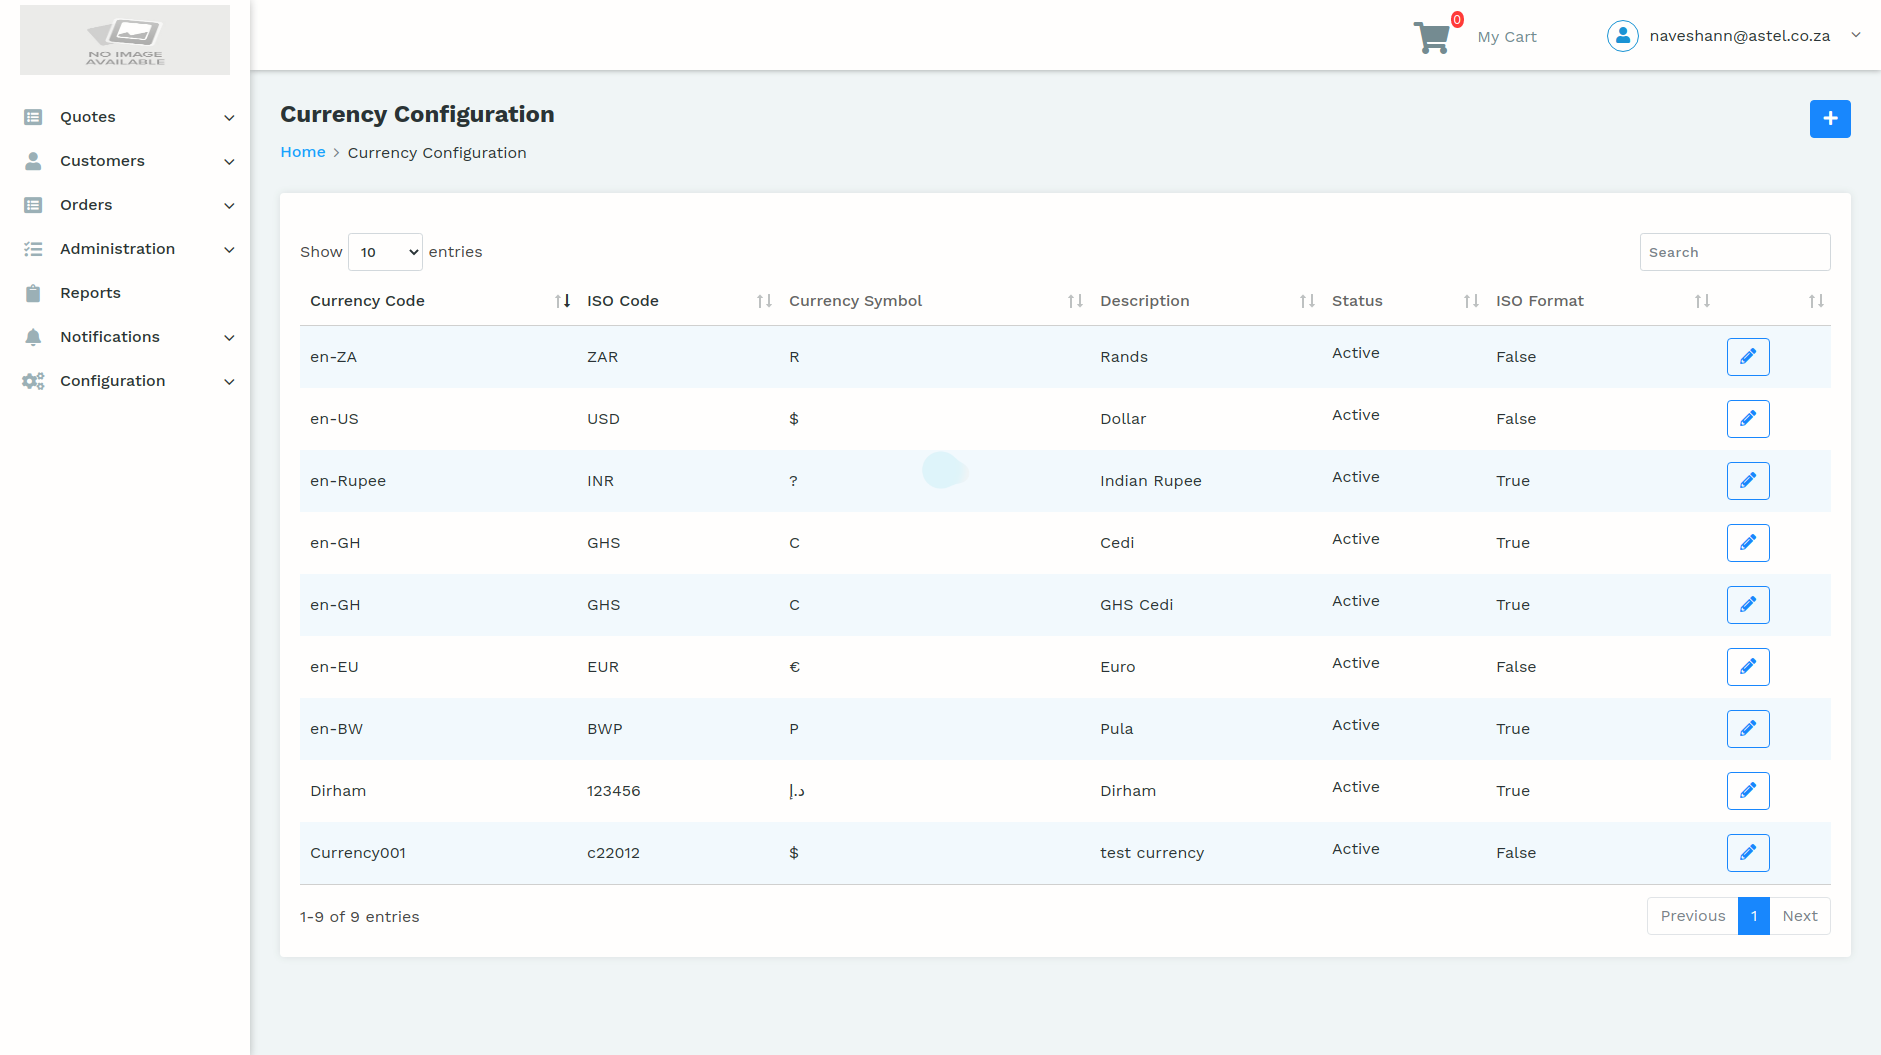 NO IMAGE
AVAILABLE
0
My Cart
naveshann@astel.co.za
Quotes
Customers
Orders
Administration
Reports
Notifications
Configuration
Currency Configuration
Home > Currency Configuration
Show 10 entries
Search
Currency Code ISO Code Currency Symbol Description Status ISO Format
en-ZA ZAR R Rands Active False
en-US USD $ Dollar Active False
en-Rupee INR ? Indian Rupee Active True
en-GH GHS C Cedi Active True
en-GH GHS C GHS Cedi Active True
en-EU EUR € Euro Active False
en-BW BWP P Pula Active True
Dirham 123456 د.إ Dirham Active True
Currency001 c22012 $ test currency Active False
1-9 of 9 entries
Previous 1 Next